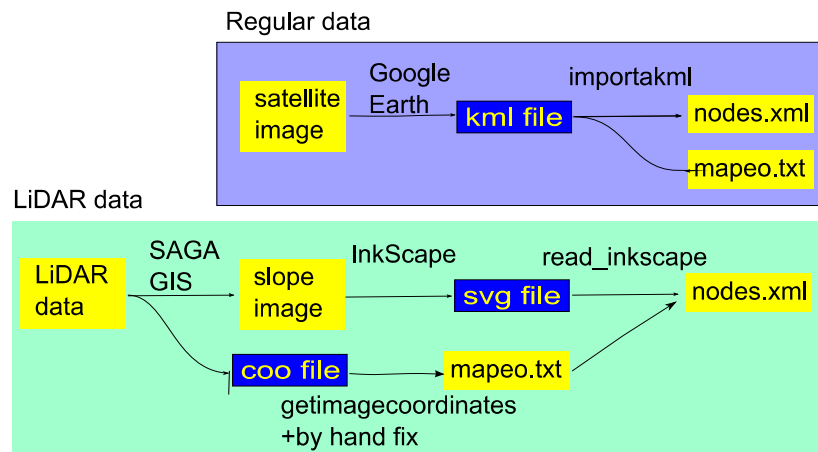 Regular data
satellite
image
Google
Earth
kml file
importakml
nodes.xml
mapeo.txt
LiDAR data
LiDAR
data
SAGA
GIS
slope
image
InkScape
svg file
read_inkscape
nodes.xml
coo file
mapeo.txt
getimagecoordinates
+by hand fix